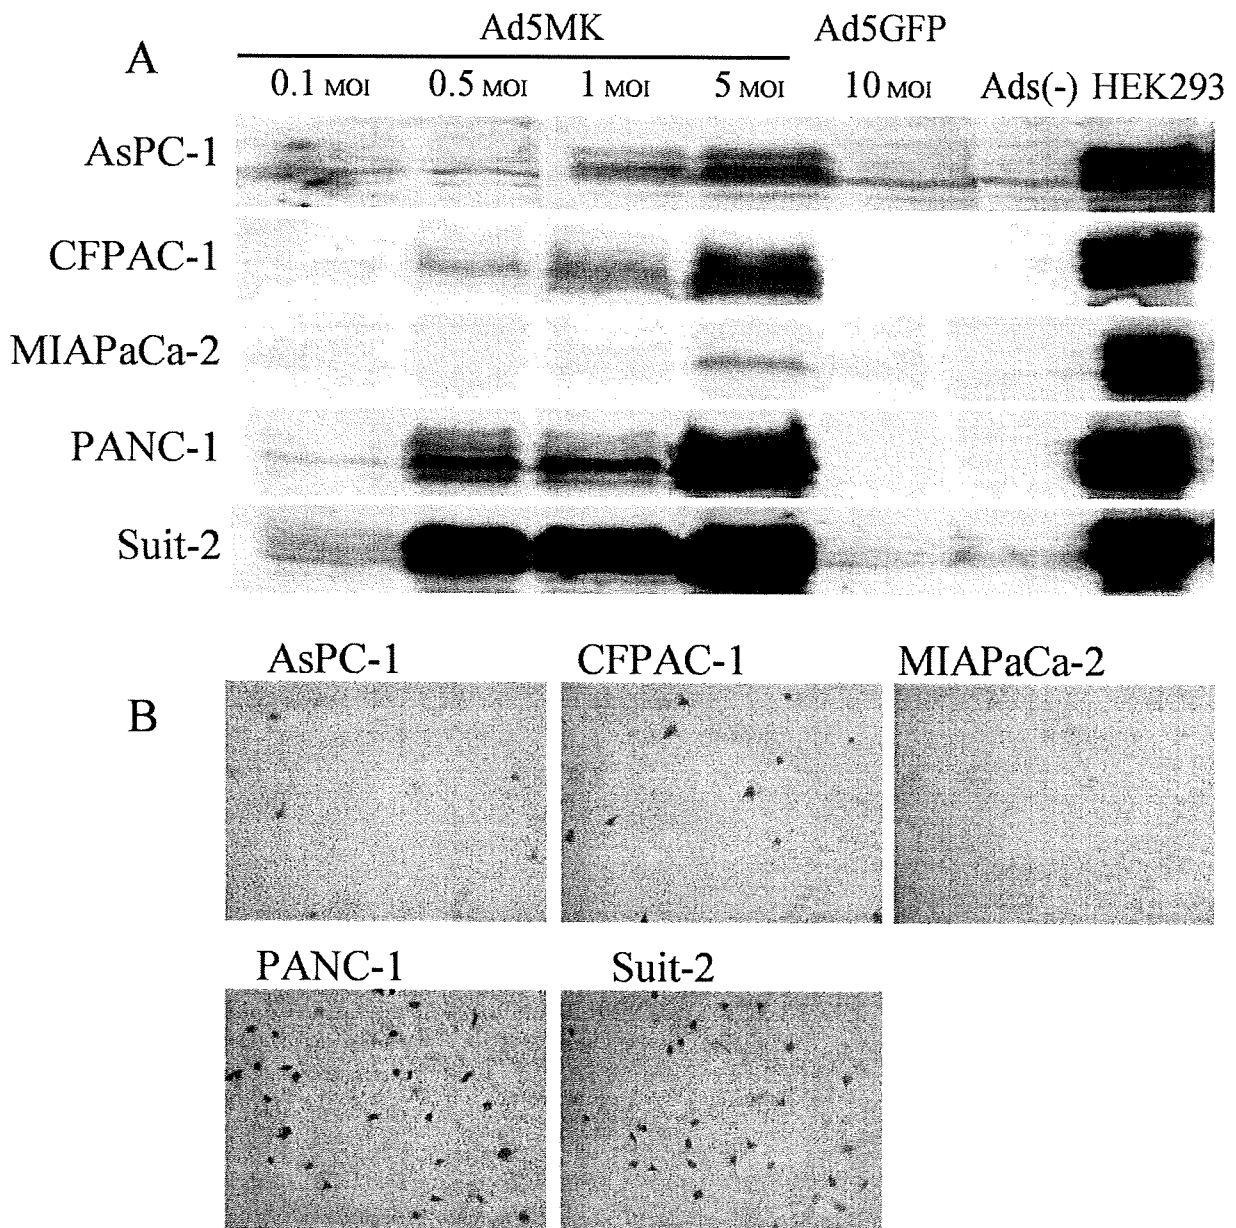 A
Ad5MK Ad5GFP
0.1 MOI 0.5 MOI 1 MOI 5 MOI 10 MOI Ads(-) HEK293
AsPC-1
CFPAC-1
MIAPaCa-2
PANC-1
Suit-2
B
AsPC-1 CFPAC-1 MIAPaCa-2
PANC-1 Suit-2